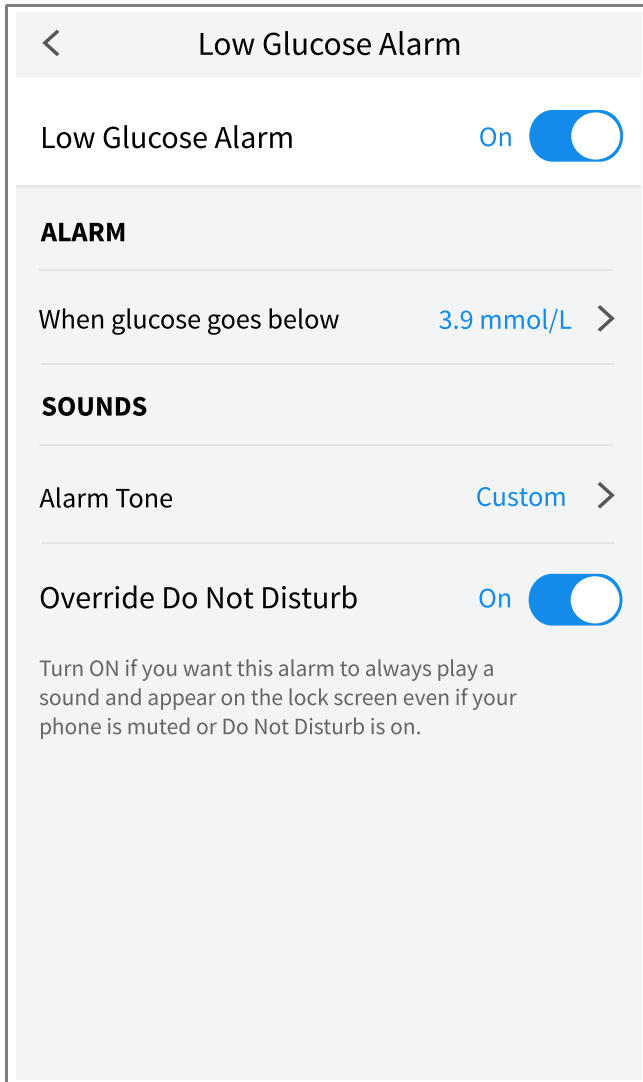 Low Glucose Alarm
Low Glucose Alarm On
ALARM
When glucose goes below 3.9 mmol/L
SOUNDS
Alarm Tone Custom
Override Do Not Disturb On
Turn ON if you want this alarm to always play a
sound and appear on the lock screen even if your
phone is muted or Do Not Disturb is on.